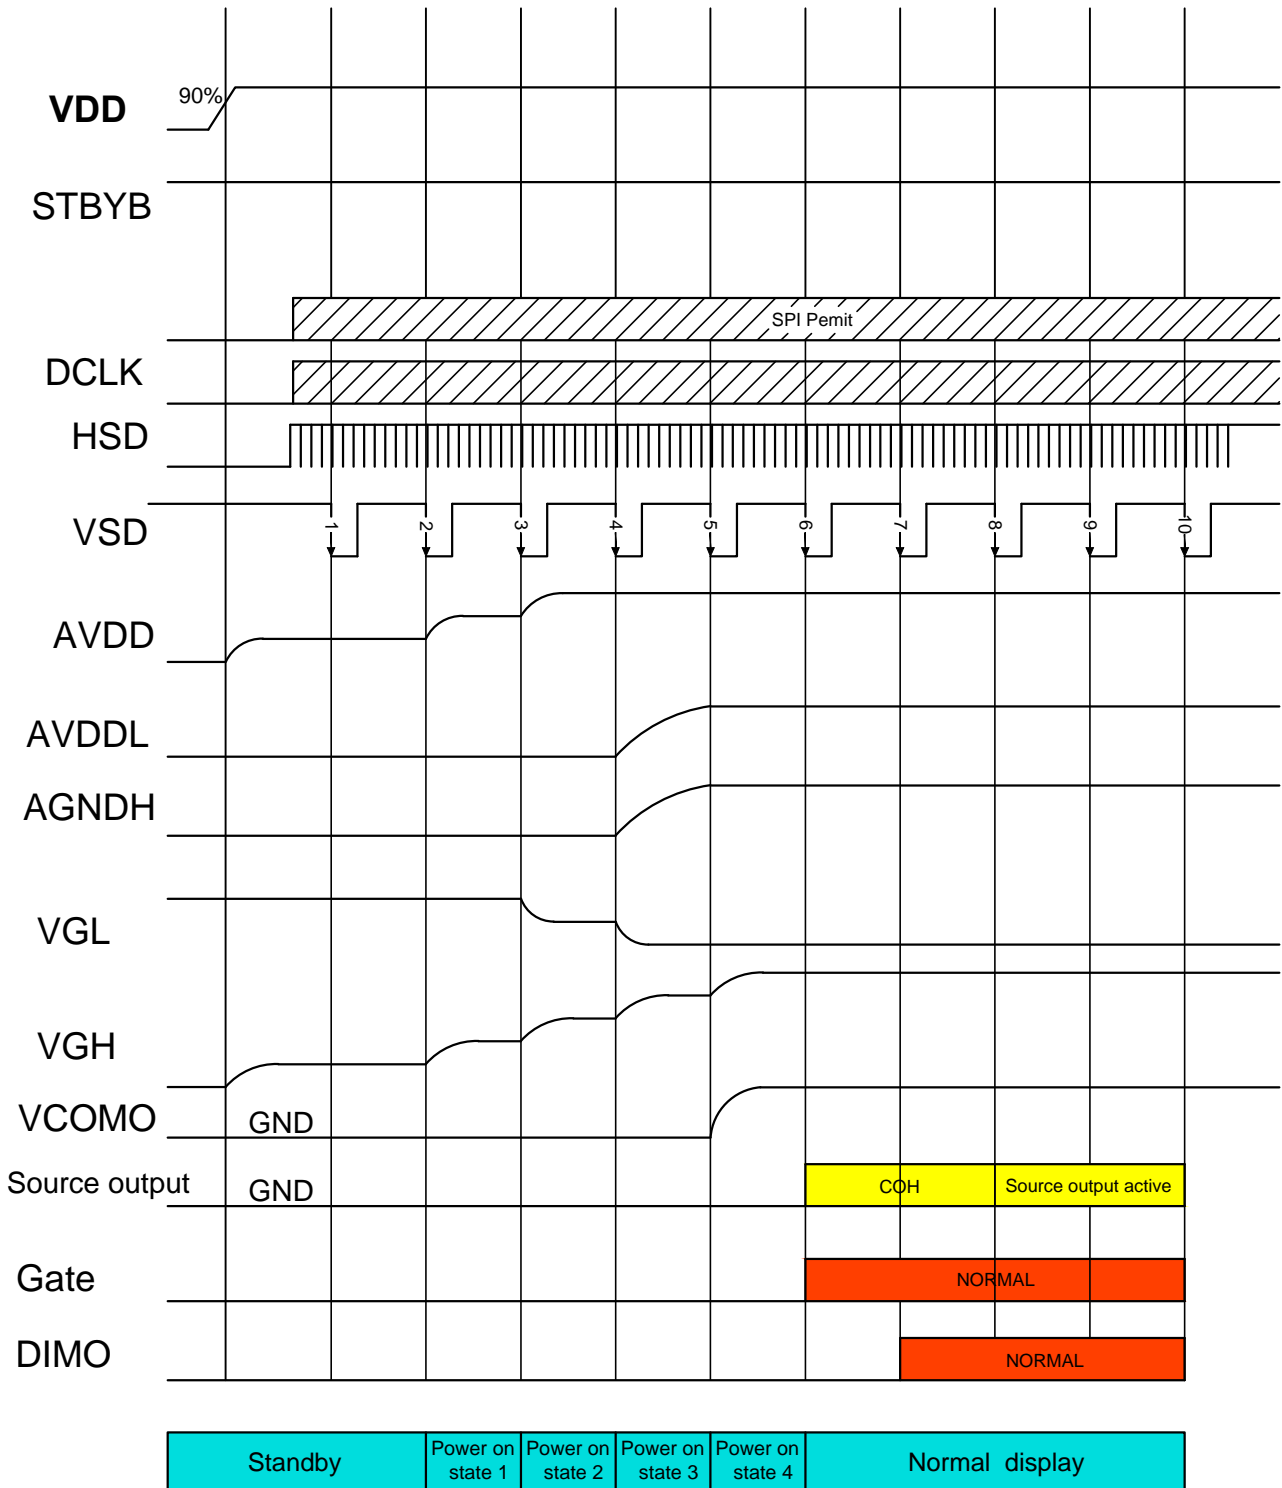 90%
VDD
STBYB
SPI Pemit
DCLK
HSD
VSD
1 2 3 4 5 6 7 8 9 10
AVDD
AVDDL
AGNDH
VGL
VGH
VCOMO
GND
Source output
GND
COH
Source output active
Gate
NORMAL
DIMO
NORMAL
Standby
Power on
state 1
Power on
state 2
Power on
state 3
Power on
state 4
Normal display